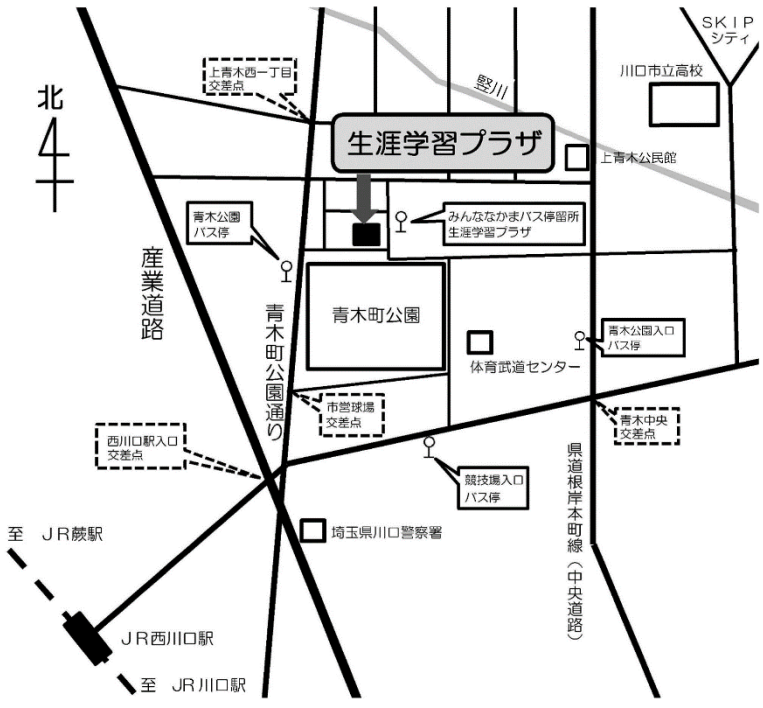 SKIP
シティ
川口市立高校
上青木西一丁目
交差点
竪川
北
生涯学習プラザ
上青木公民館
青木公園
バス停
みんななかまバス停留所
生涯学習プラザ
産業道路
青木町公園
青木町公園通り
青木公園入口
バス停
体育武道センター
市営球場
交差点
青木中央
交差点
西川口駅入口
交差点
競技場入口
バス停
県道根岸本町線（中央道路）
埼玉県川口警察署
至 JR蕨駅
JR西川口駅
至 JR川口駅